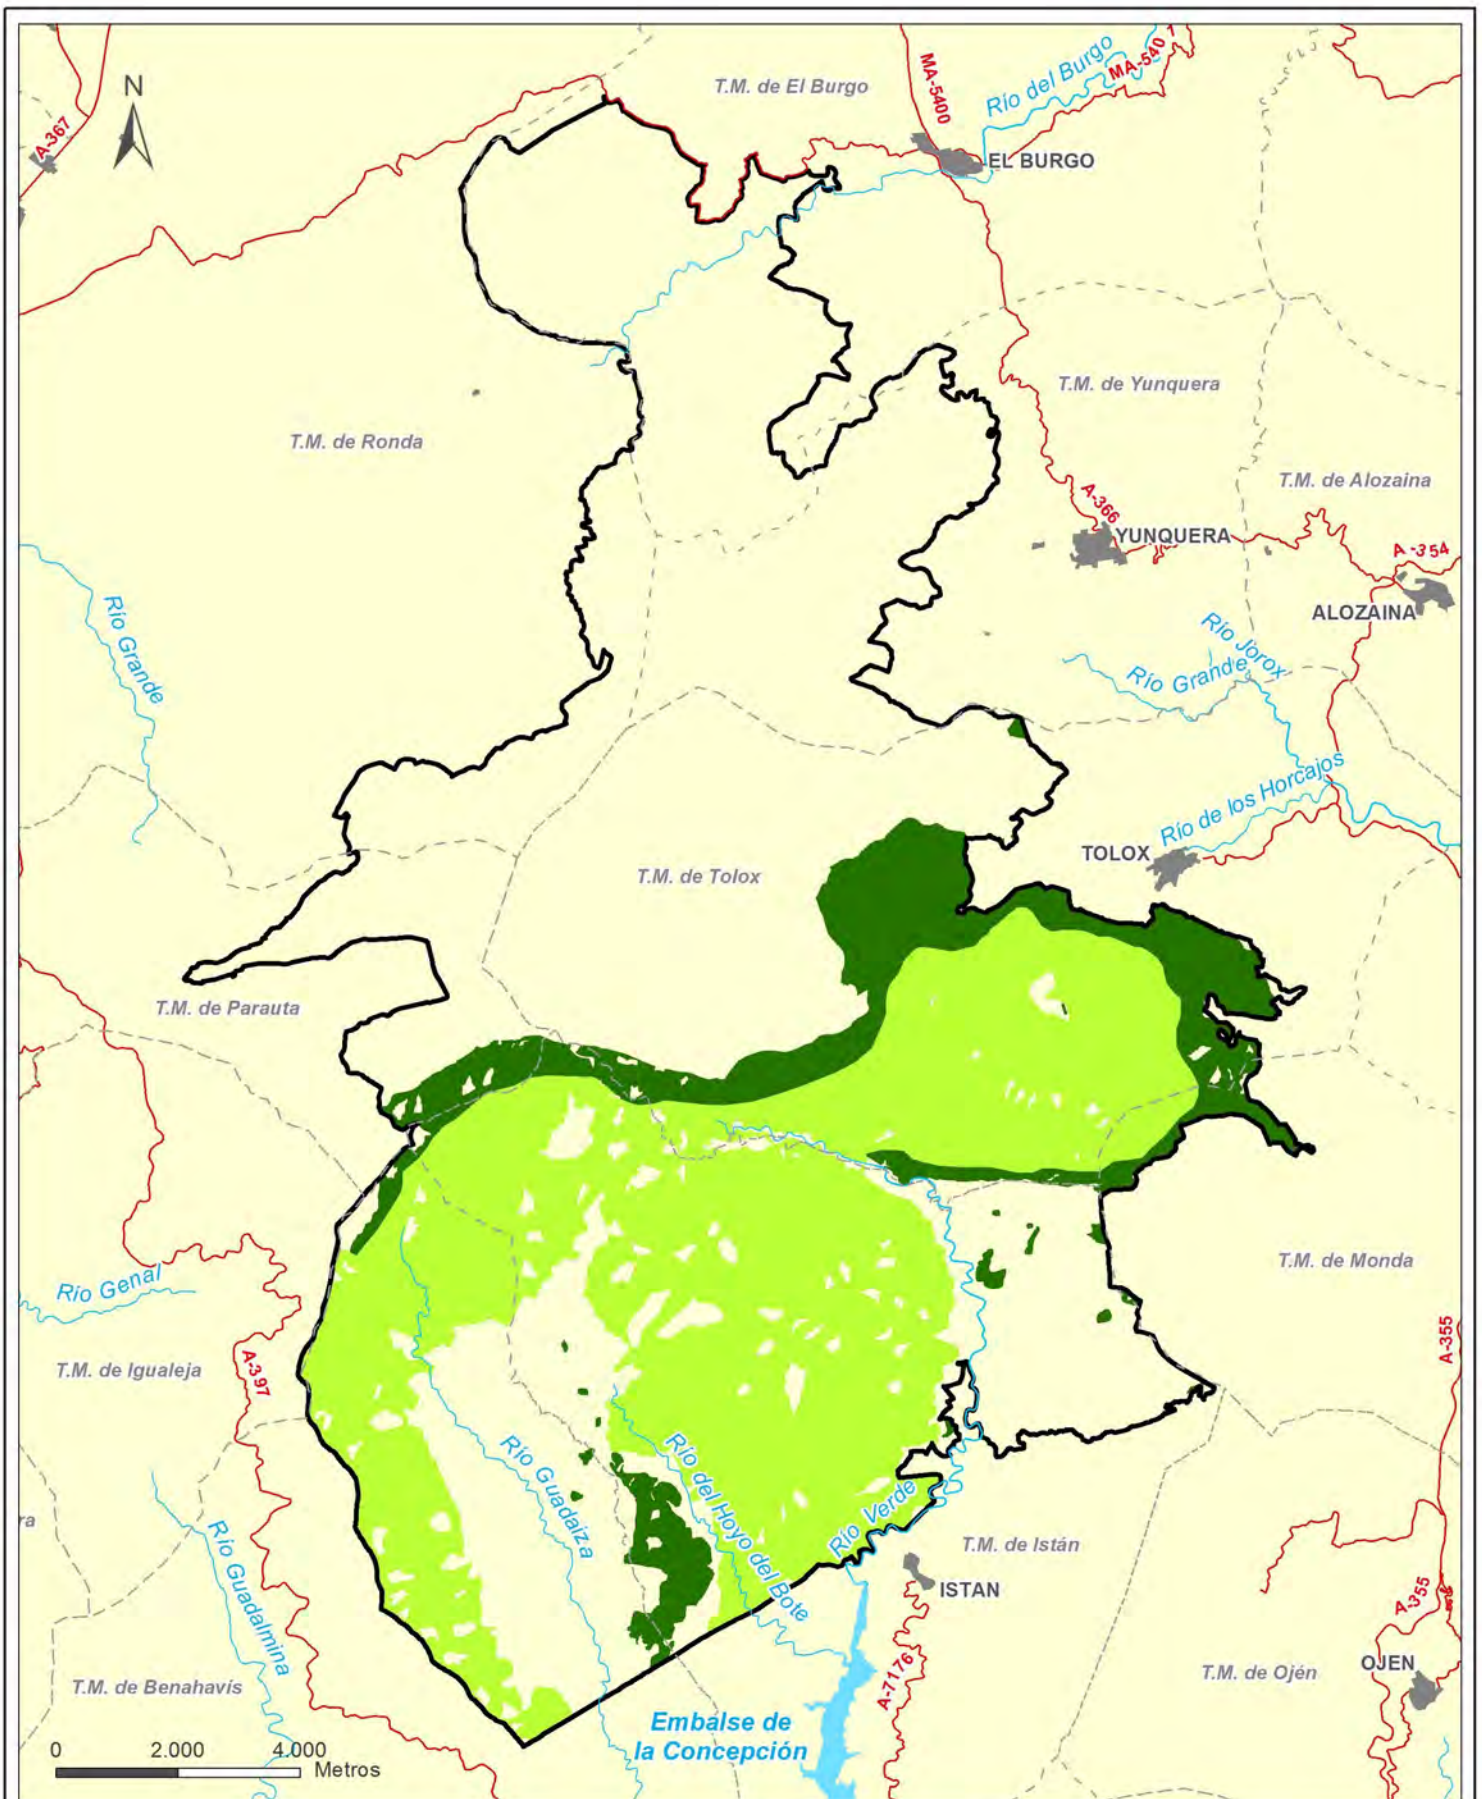 N
A-367
T.M. de El Burgo
MA-5400
Río del Burgo
MA-540
EL BURGO
T.M. de Ronda
T.M. de Yunquera
T.M. de Alozaina
A-366
YUNQUERA
A-354
ALOZAINA
Río Grande
Río Jorox
Río Grande
Río de los Horcajos
TOLOX
T.M. de Tolox
T.M. de Parauta
T.M. de Monda
Río Genal
T.M. de Igualeja
A-397
A-355
Río Guadaiza
Río del Hoyo del Bote
Río Verde
ra
Río Guadalmina
T.M. de Istán
ISTAN
A-355
T.M. de Benahavís
A-7176
T.M. de Ojén
OJEN
Embalse de
la Concepción
0 2.000 4.000
Metros